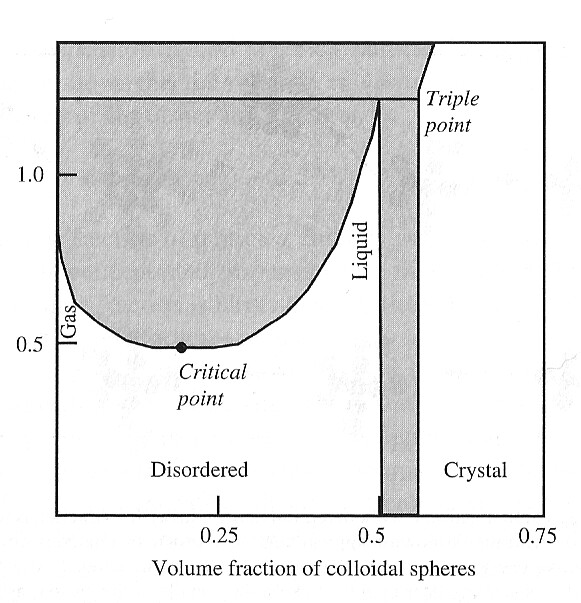 Triple
point
1.0
Liquid
Gas
0.5
Critical
point
Disordered
Crystal
0.25
0.5
0.75
Volume fraction of colloidal spheres